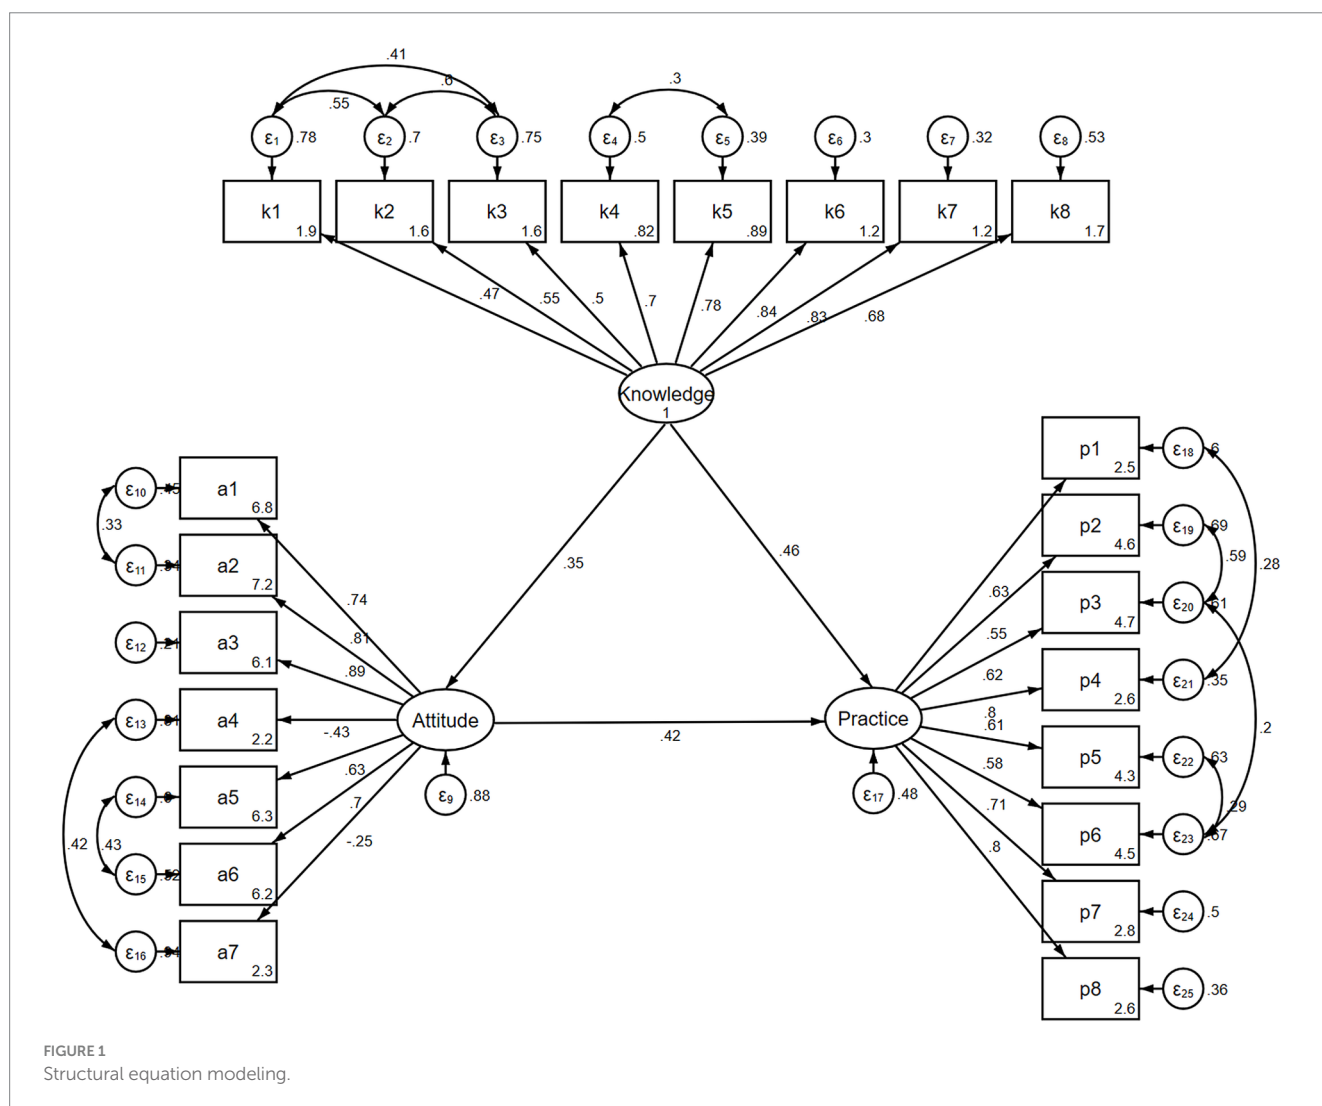 .41
.6
.55
.3
ε1 .78
ε2 .7
ε3 .75
ε4 .5
ε5 .39
ε6 .3
ε7 .32
ε8 .53
k1 1.9
k2 1.6
k3 1.6
k4 .82
k5 .89
k6 1.2
k7 1.2
k8 1.7
.47
.55
.5
.7
.78
.84
.83
.68
Knowledge
1
.35
.46
ε10
a1 6.8
.33
ε11
a2 7.2
ε12
a3 6.1
ε13
a4 2.2
ε14
a5 6.3
.42
.43
ε15
a6 6.2
ε16
a7 2.3
.74
.81
.89
-.43
.63
.7
-.25
Attitude
ε9 .88
.42
Practice
ε17 .48
.63
.55
.62
.8
.61
.58
.71
.8
p1 2.5
ε18 .6
p2 4.6
ε19 .69
.59
.28
p3 4.7
ε20 .61
p4 2.6
ε21 .35
.2
p5 4.3
ε22 .63
.29
p6 4.5
ε23 .67
p7 2.8
ε24 .5
p8 2.6
ε25 .36
FIGURE 1
Structural equation modeling.